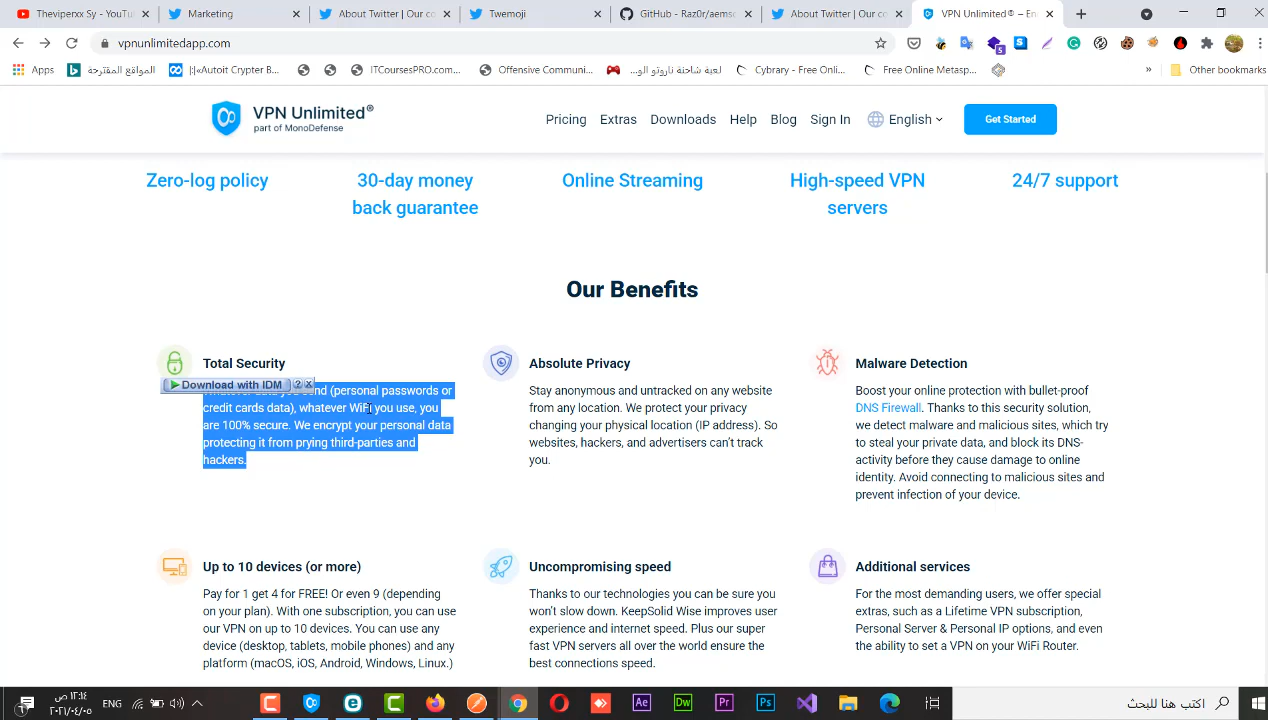 Theviperxx Sy - YouTu
Twitter
About Twitter | Our co
Twemoji
GitHub - Raz0r/aemsc
About Twitter | Our co
VPN Unlimited® – En
vpnunlimitedapp.com
Apps
المواقع المقترحة
|•|Autoit Crypter B...
ITCoursesPRO.com...
Offensive Communi...
لعبة شاحنة ناروتو الو...
Cybrary - Free Onli...
Free Online Metasp...
»
Other bookmarks
VPN Unlimited®
part of MonoDefense
Pricing
Extras
Downloads
Help
Blog
Sign In
English
Get Started
Zero-log policy
30-day money
back guarantee
Online Streaming
High-speed VPN
servers
24/7 support
Our Benefits
Total Security
Download with IDM ? X
(personal passwords or
credit cards data), whatever WiFi you use, you
are 100% secure. We encrypt your personal data
protecting it from prying third-parties and
hackers.
Absolute Privacy
Stay anonymous and untracked on any website
from any location. We protect your privacy
changing your physical location (IP address). So
websites, hackers, and advertisers can't track
you.
Malware Detection
Boost your online protection with bullet-proof
DNS Firewall. Thanks to this security solution,
we detect malware and malicious sites, which try
to steal your private data, and block its DNS-
activity before they cause damage to online
identity. Avoid connecting to malicious sites and
prevent infection of your device.
Up to 10 devices (or more)
Pay for 1 get 4 for FREE! Or even 9 (depending
on your plan). With one subscription, you can use
our VPN on up to 10 devices. You can use any
device (desktop, tablets, mobile phones) and any
platform (macOS, iOS, Android, Windows, Linux.)
Uncompromising speed
Thanks to our technologies you can be sure you
won't slow down. KeepSolid Wise improves user
experience and internet speed. Plus our super
fast VPN servers all over the world ensure the
best connections speed.
Additional services
For the most demanding users, we offer special
extras, such as a Lifetime VPN subscription,
Personal Server & Personal IP options, and even
the ability to set a VPN on your WiFi Router.
١٢:١٤ ص
٢٠٢١/٠٤/٠٥
ENG
Ae
Dw
Pr
Ps
اكتب هنا للبحث